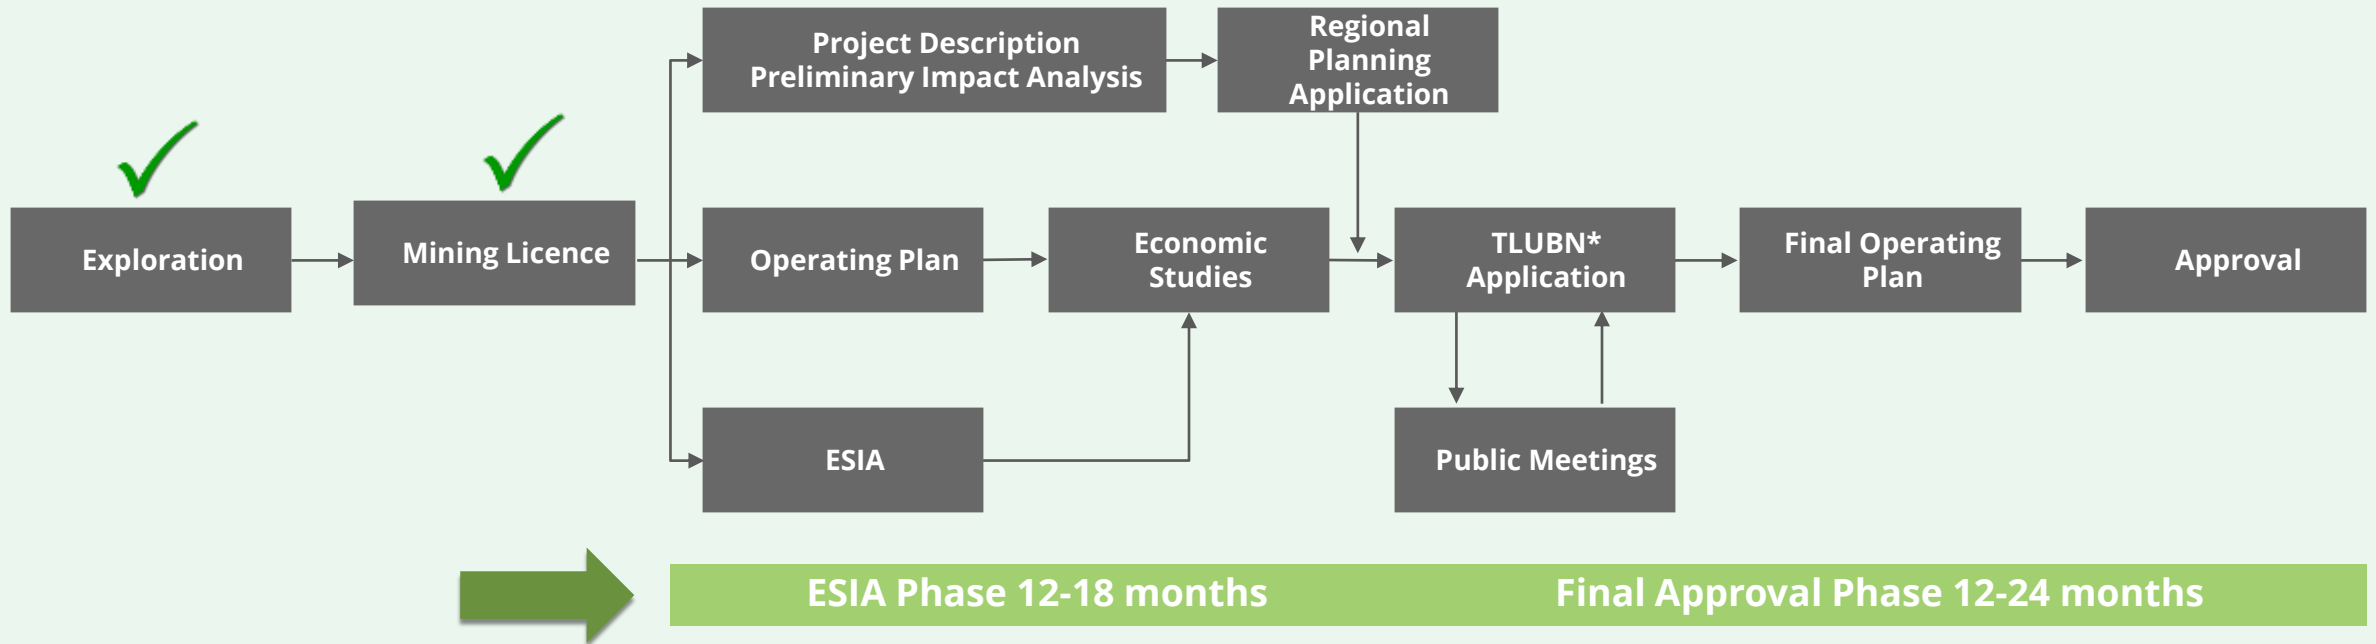 Project Description
Preliminary Impact Analysis
Regional
Planning
Application
Exploration
Mining Licence
Operating Plan
Economic
Studies
TLUBN*
Application
Final Operating
Plan
Approval
ESIA
Public Meetings
ESIA Phase 12-18 months
Final Approval Phase 12-24 months